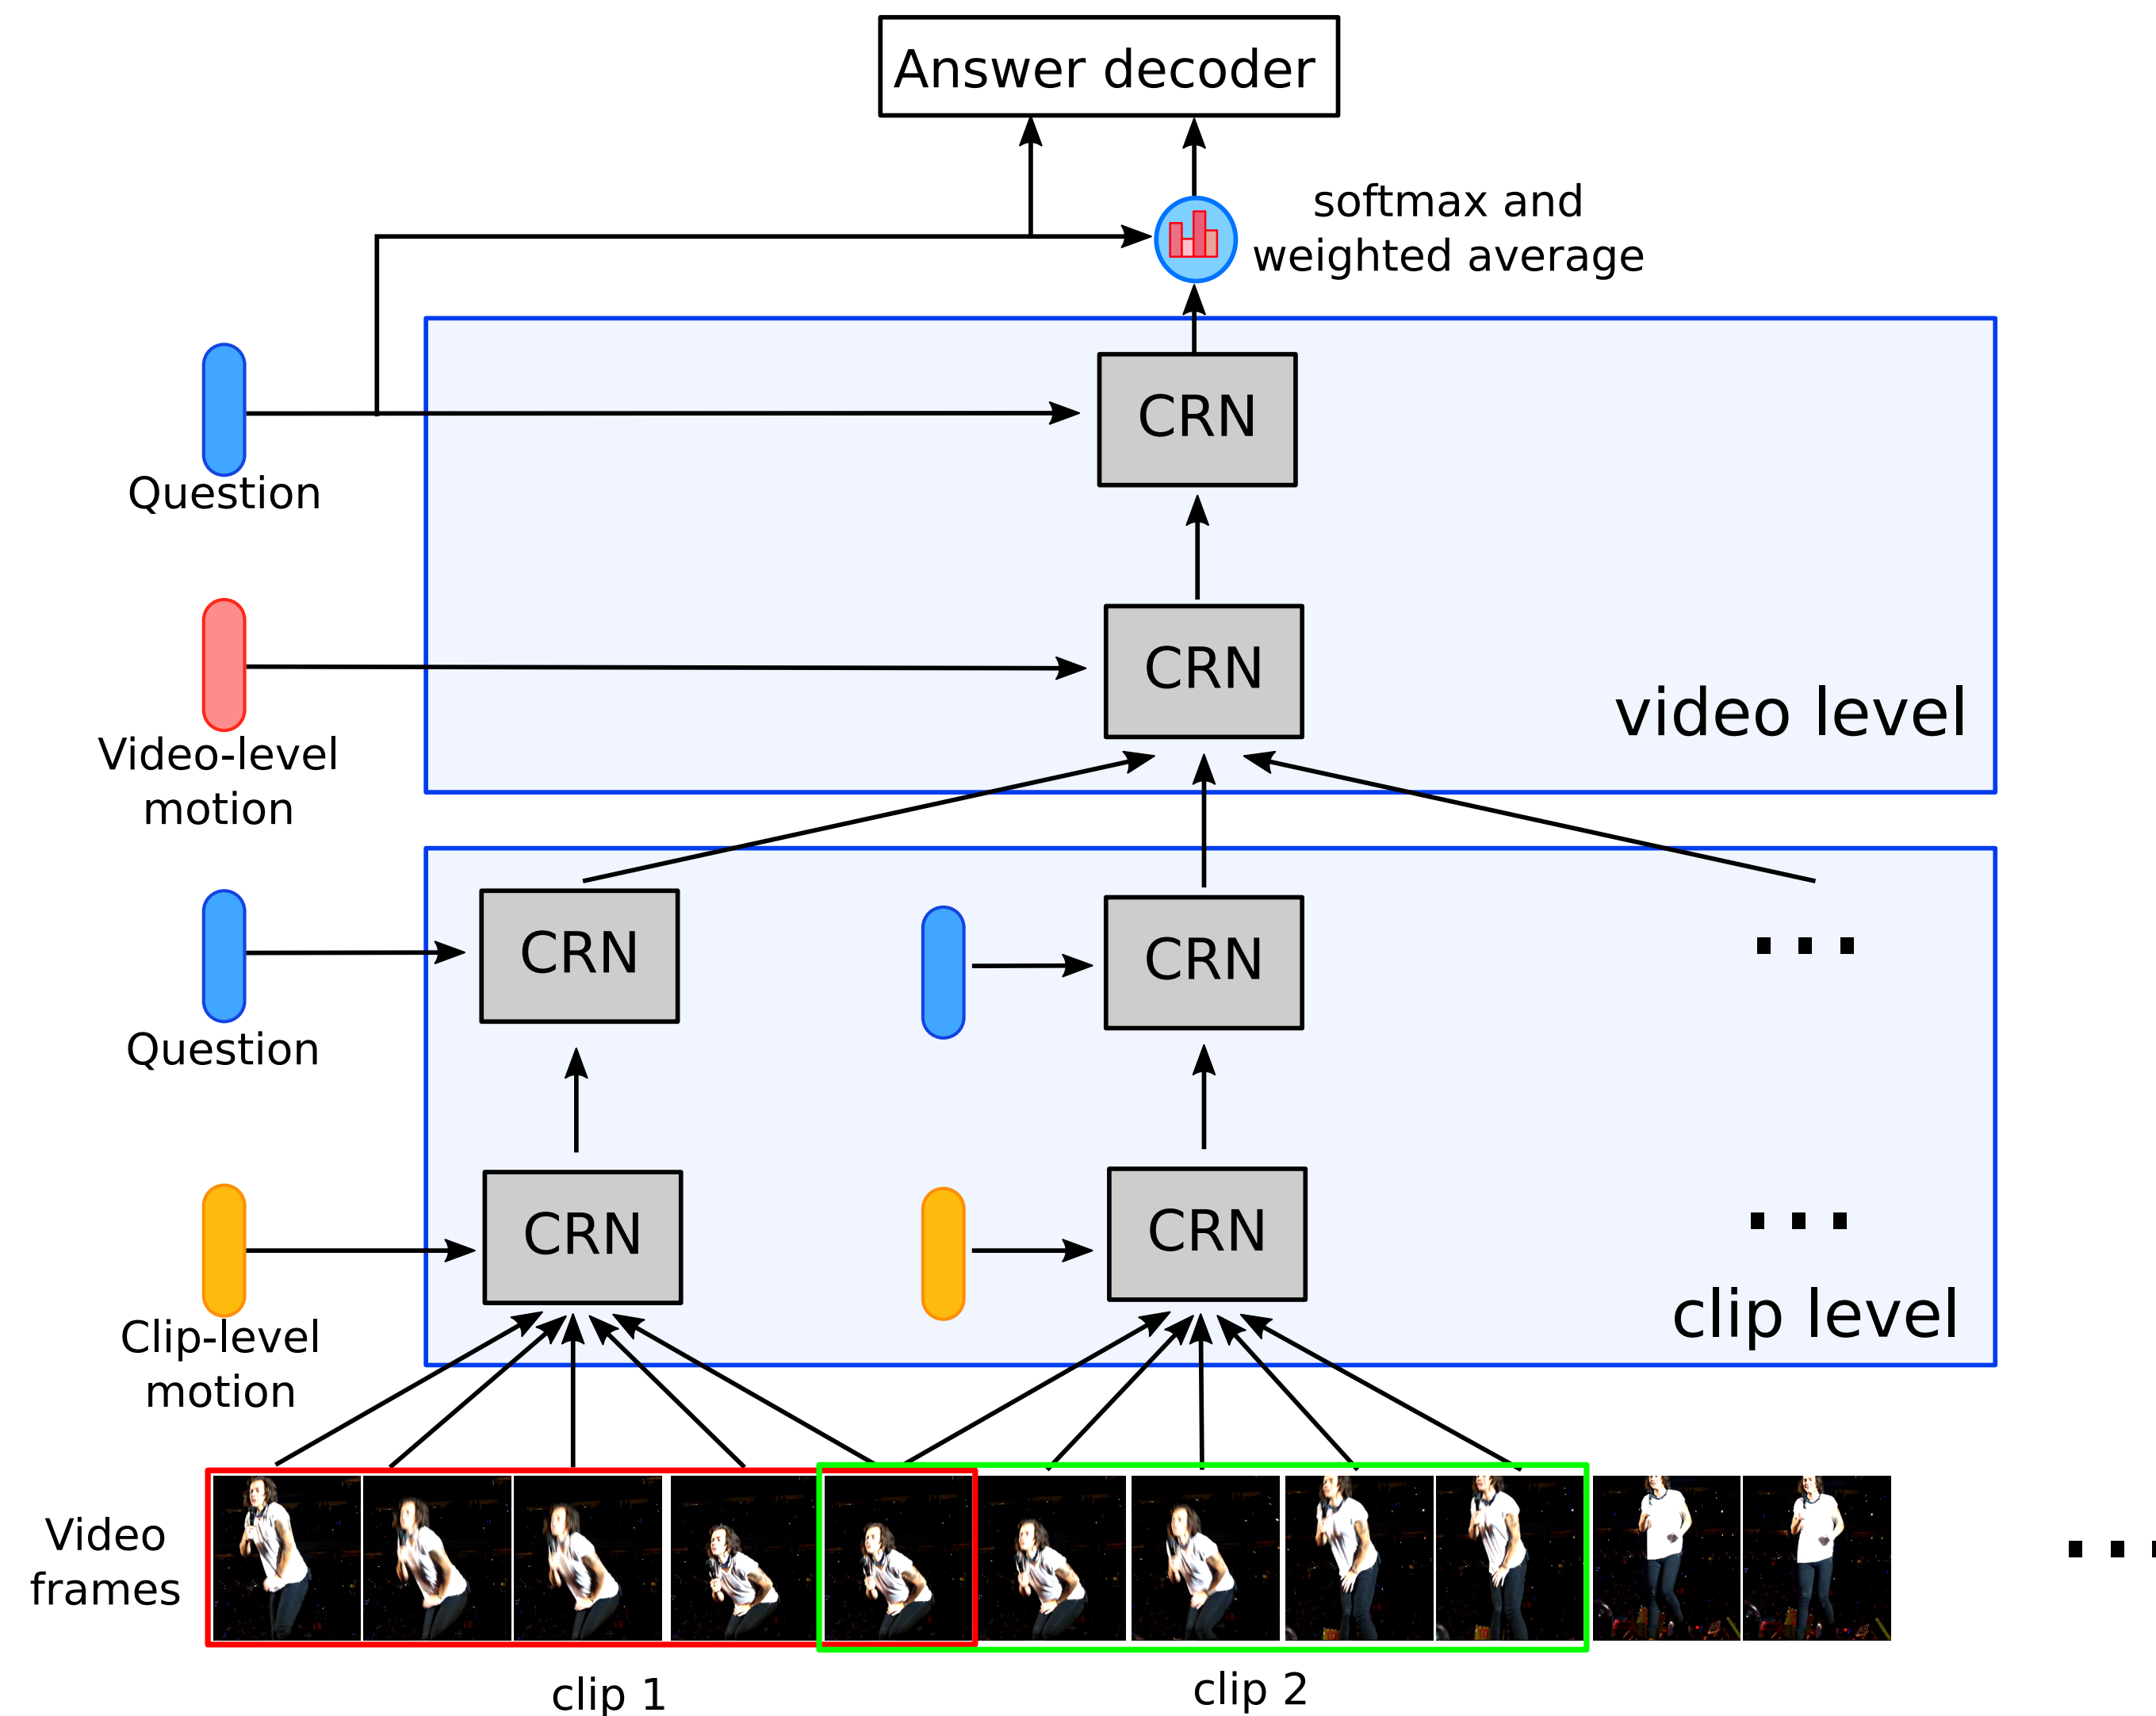 Answer decoder
softmax and
weighted average
CRN
Question
CRN
video level
Video-level
motion
CRN
CRN
...
Question
CRN
CRN
...
clip level
Clip-level
motion
Video
frames
...
clip 1
clip 2